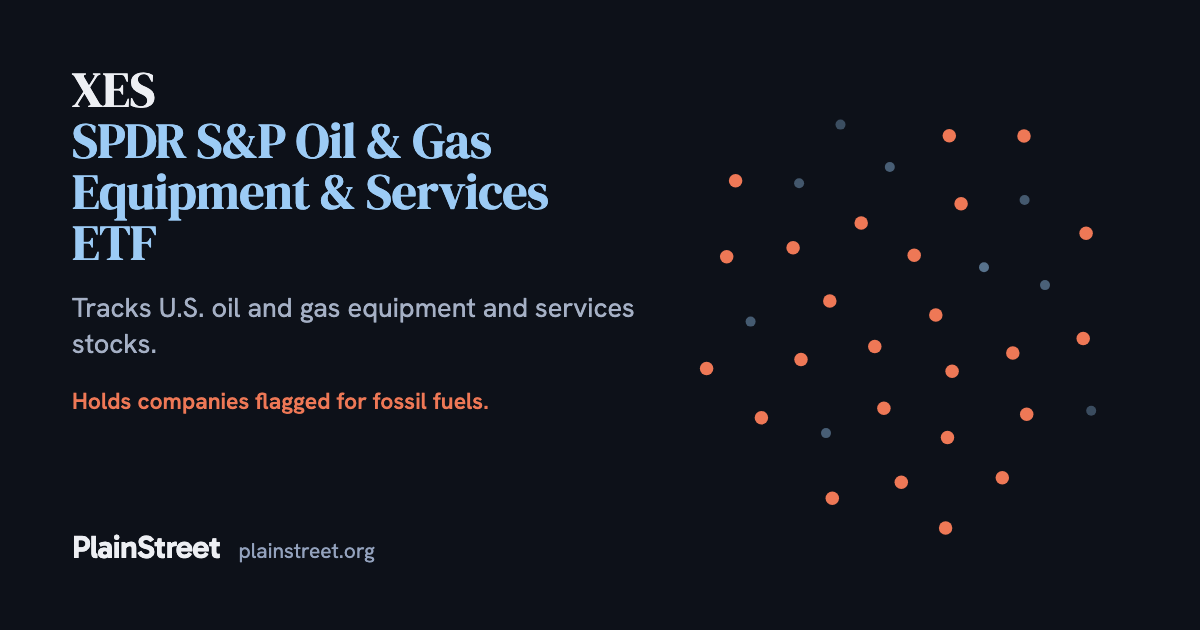 XES
SPDR S&P Oil & Gas
Equipment & Services
ETF
Tracks U.S. oil and gas equipment and services
stocks.
Holds companies flagged for fossil fuels.
PlainStreet plainstreet.org